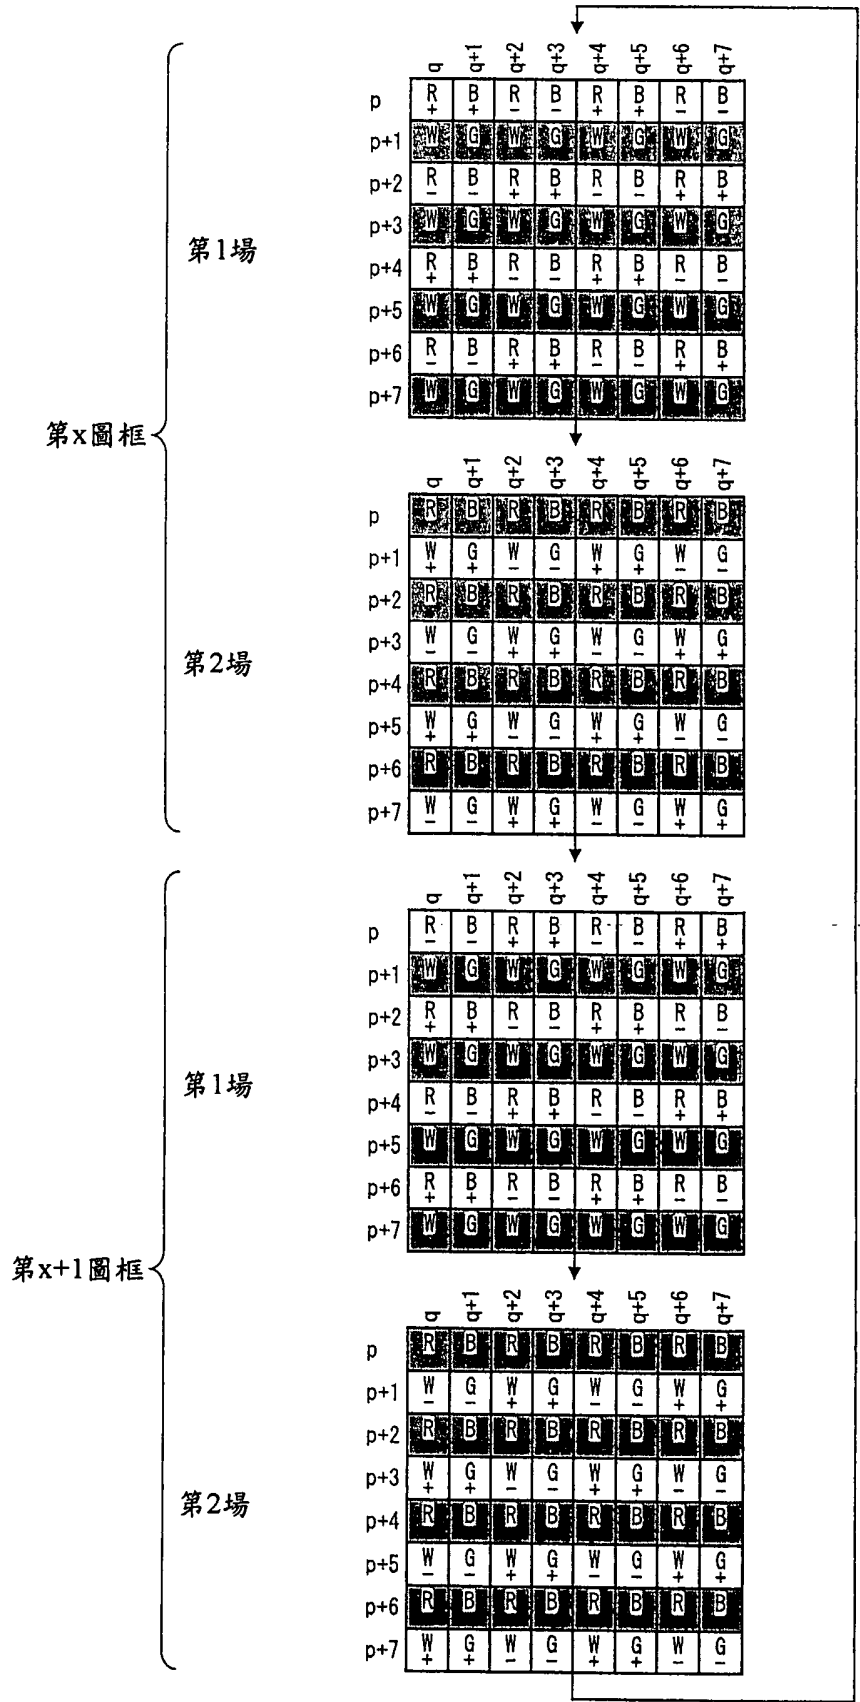 q q+1 q+2 q+3 q+4 q+5 q+6 q+7
p R+ B+ R- B- R+ B+ R- B-
p+1 W G W G W G W G
p+2 R- B- R+ B+ R- B- R+ B+
p+3 W G W G W G W G
第1場
p+4 R+ B+ R- B- R+ B+ R- B-
p+5 W G W G W G W G
p+6 R- B- R+ B+ R- B- R+ B+
p+7 W G W G W G W G
第x圖框
q q+1 q+2 q+3 q+4 q+5 q+6 q+7
p R B R B R B R B
p+1 W+ G+ W- G- W+ G+ W- G-
p+2 R B R B R B R B
p+3 W- G- W+ G+ W- G- W+ G+
第2場
p+4 R B R B R B R B
p+5 W+ G+ W- G- W+ G+ W- G-
p+6 R B R B R B R B
p+7 W- G- W+ G+ W- G- W+ G+
q q+1 q+2 q+3 q+4 q+5 q+6 q+7
p R- B- R+ B+ R- B- R+ B+
p+1 W G W G W G W G
p+2 R+ B+ R- B- R+ B+ R- B-
p+3 W G W G W G W G
第1場
p+4 R- B- R+ B+ R- B- R+ B+
p+5 W G W G W G W G
p+6 R+ B+ R- B- R+ B+ R- B-
p+7 W G W G W G W G
第x+1圖框
q q+1 q+2 q+3 q+4 q+5 q+6 q+7
p R B R B R B R B
p+1 W- G- W+ G+ W- G- W+ G+
p+2 R B R B R B R B
p+3 W+ G+ W- G- W+ G+ W- G-
第2場
p+4 R B R B R B R B
p+5 W- G- W+ G+ W- G- W+ G+
p+6 R B R B R B R B
p+7 W+ G+ W- G- W+ G+ W- G-